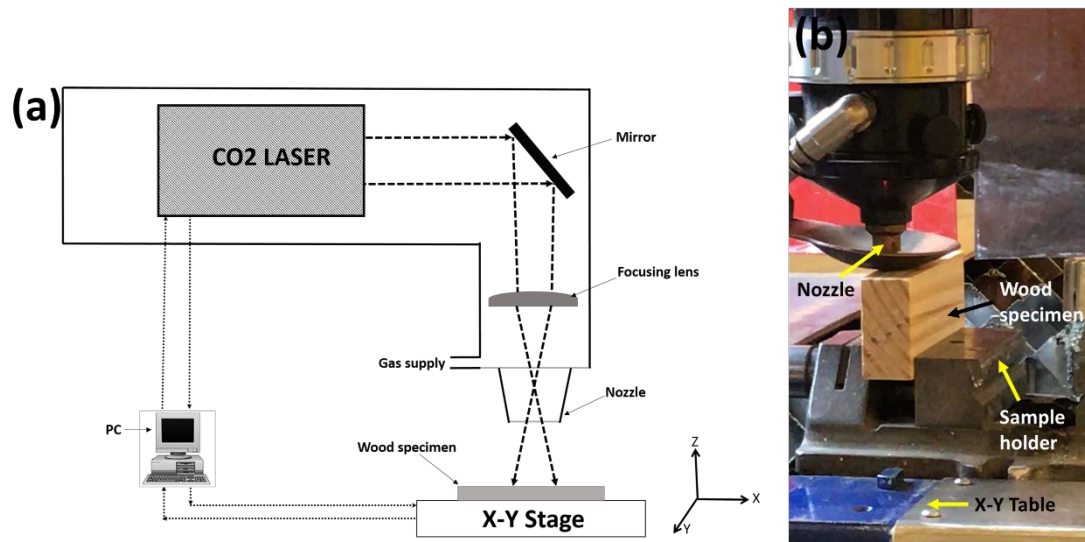 (a)
CO2 LASER
Mirror
Focusing lens
Gas supply
Nozzle
PC
Wood specimen
X-Y Stage
Z
X
Y
(b)
Nozzle
Wood
specimen
Sample
holder
X-Y Table